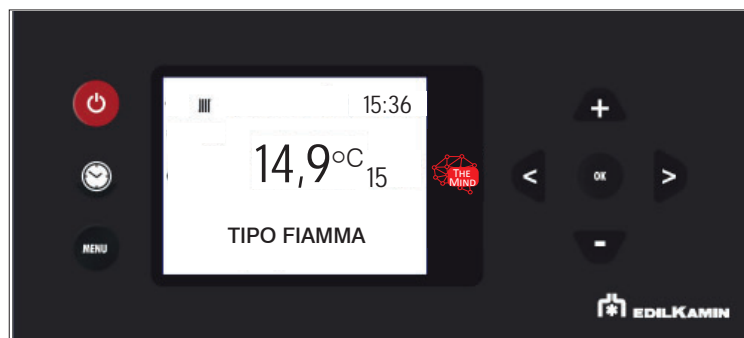 15:36
14,9°C 15
THE
MIND
TIPO FIAMMA
MENU
OK
+
<
>
-
EDILKAMIN